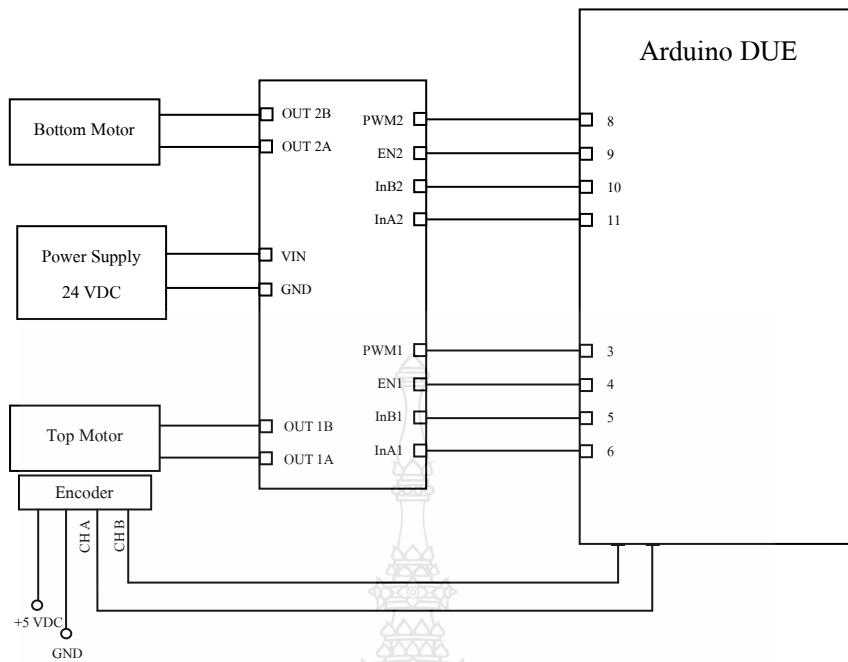 Arduino DUE
Bottom Motor
OUT 2B
OUT 2A
PWM2
EN2
InB2
InA2
8
9
10
11
Power Supply
24 VDC
VIN
GND
PWM1
EN1
InB1
InA1
3
4
5
6
Top Motor
OUT 1B
OUT 1A
Encoder
CH A
CH B
+5 VDC
GND